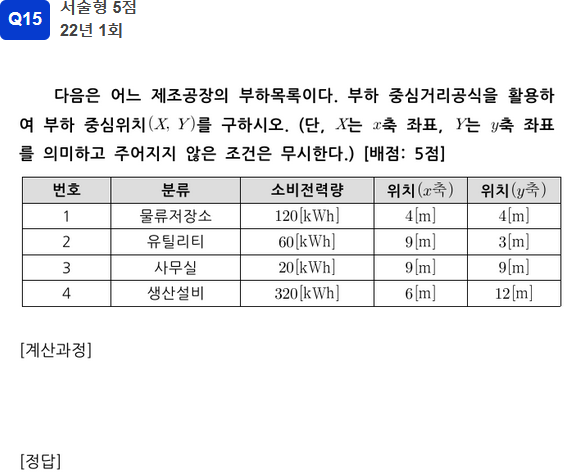 Q15
서술형 5점
22년 1회
다음은 어느 제조공장의 부하목록이다. 부하 중심거리공식을 활용하
여 부하 중심위치(X, Y)를 구하시오. (단, X는 x축 좌표, Y는 y축 좌표
를 의미하고 주어지지 않은 조건은 무시한다.) [배점: 5점]
번호 분류 소비전력량 위치(x축) 위치(y축)
1 물류저장소 120[kWh] 4[m] 4[m]
2 유틸리티 60[kWh] 9[m] 3[m]
3 사무실 20[kWh] 9[m] 9[m]
4 생산설비 320[kWh] 6[m] 12[m]
[계산과정]
[정답]